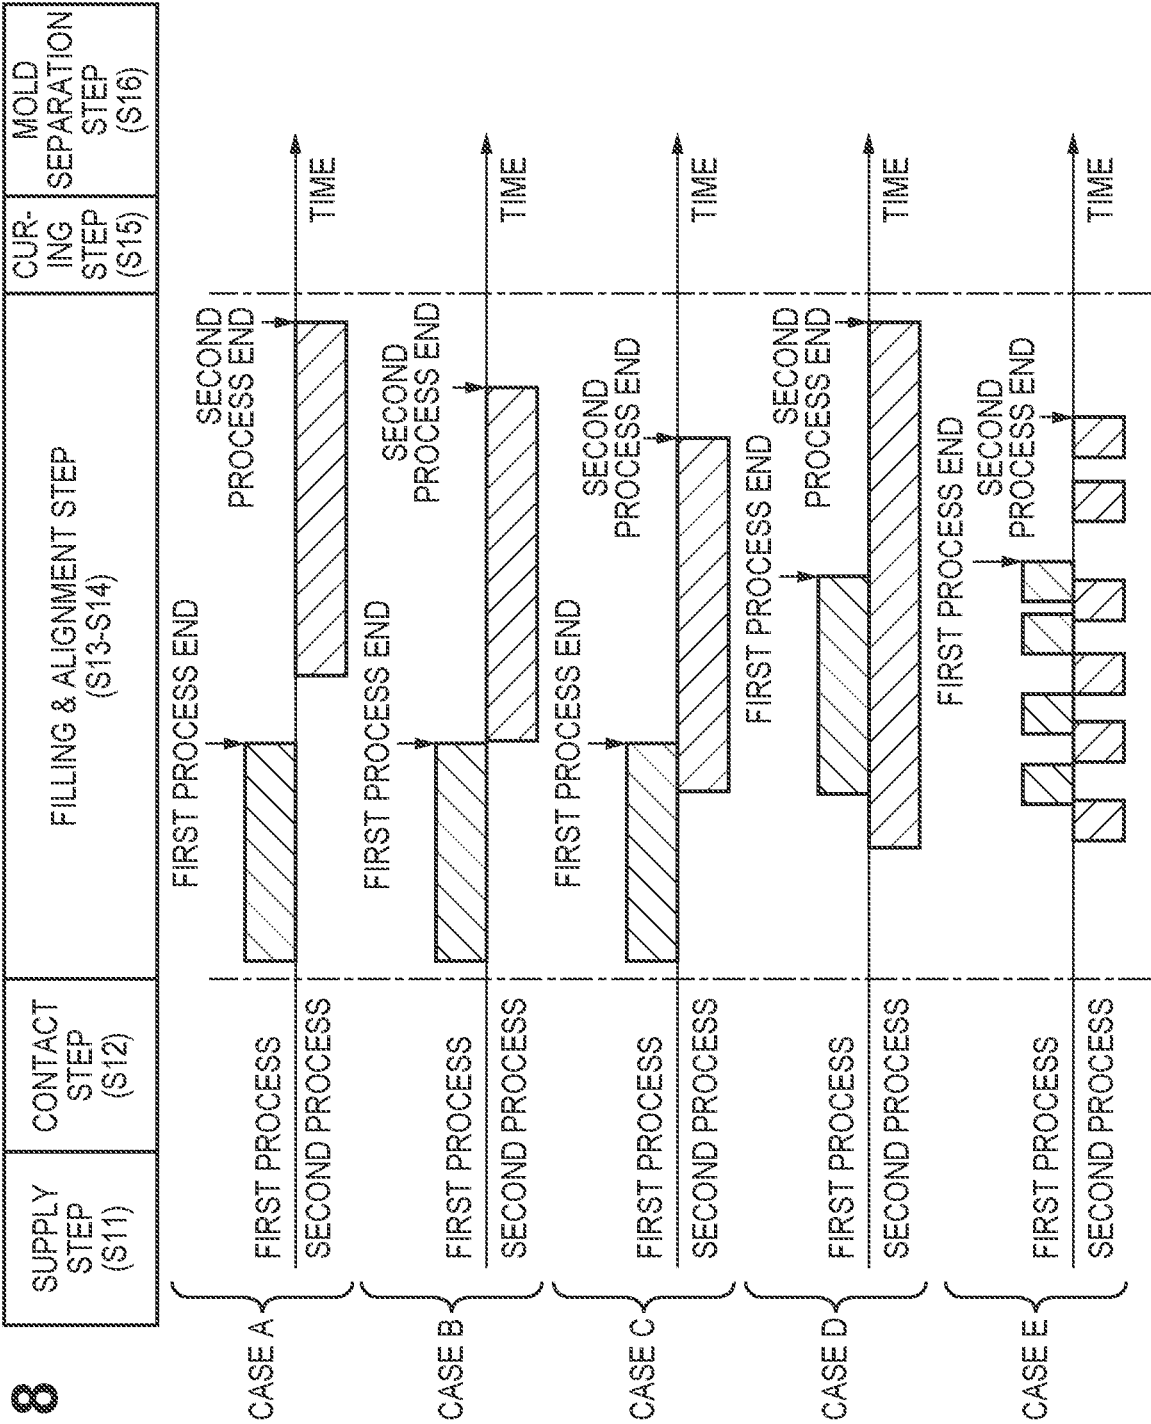 8
SUPPLY
STEP
(S11)
CONTACT
STEP
(S12)
FILLING & ALIGNMENT STEP
(S13-S14)
CUR-
ING
STEP
(S15)
MOLD
SEPARATION
STEP
(S16)
CASE A
FIRST PROCESS
SECOND PROCESS
FIRST PROCESS END
SECOND
PROCESS END
TIME
CASE B
FIRST PROCESS
SECOND PROCESS
FIRST PROCESS END
SECOND
PROCESS END
TIME
CASE C
FIRST PROCESS
SECOND PROCESS
FIRST PROCESS END
SECOND
PROCESS END
TIME
CASE D
FIRST PROCESS
SECOND PROCESS
FIRST PROCESS END
SECOND
PROCESS END
TIME
CASE E
FIRST PROCESS
SECOND PROCESS
FIRST PROCESS END
SECOND
PROCESS END
TIME